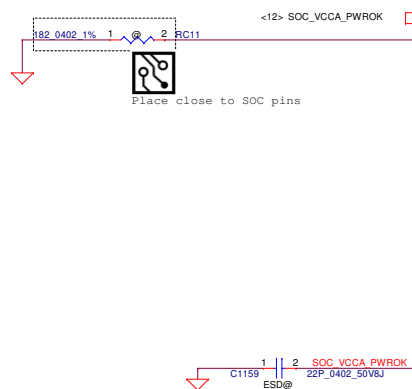 <12> SOC_VCCA_PWROK
182_0402_1% 1 @ 2 RC11
Place close to SOC pins
1 2 SOC_VCCA_PWROK
C1159 22P_0402_50V8J
ESD@